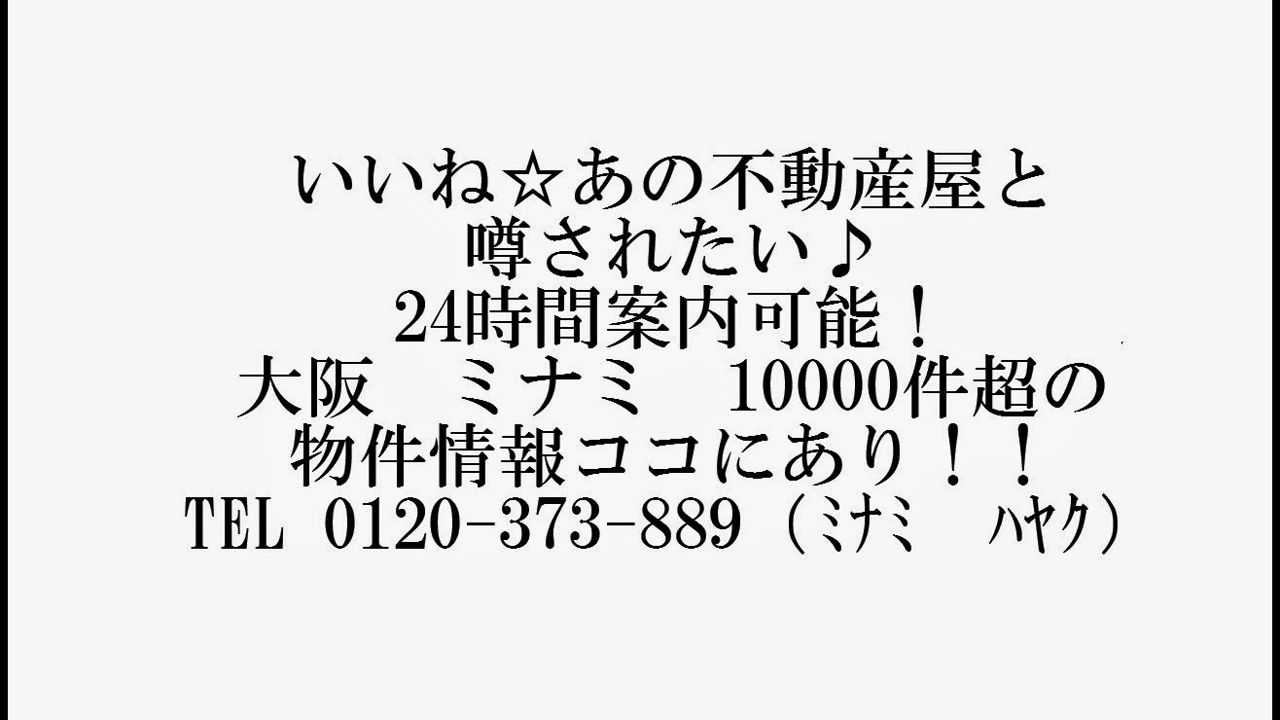 いいね☆あの不動産屋と
噂されたい♪
24時間案内可能！
大阪　ミナミ　10000件超の
物件情報ココにあり！！
TEL 0120-373-889（ﾐﾅﾐ　ﾊﾔｸ）